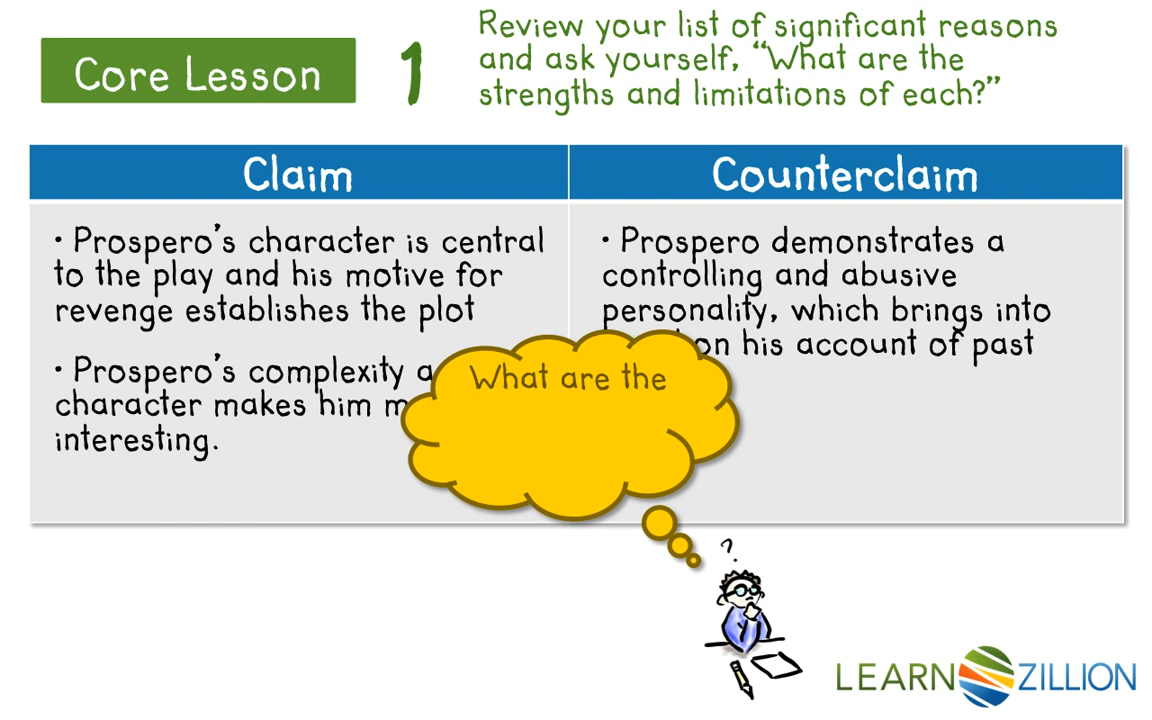 Core Lesson
1
Review your list of significant reasons
and ask yourself, “What are the
strengths and limitations of each?”
Claim
Counterclaim
• Prospero’s character is central
to the play and his motive for
revenge establishes the plot
• Prospero’s complexity a
character makes him m
interesting.
• Prospero demonstrates a
controlling and abusive
personality, which brings into
on his account of past
What are the
?
LEARN ZILLION